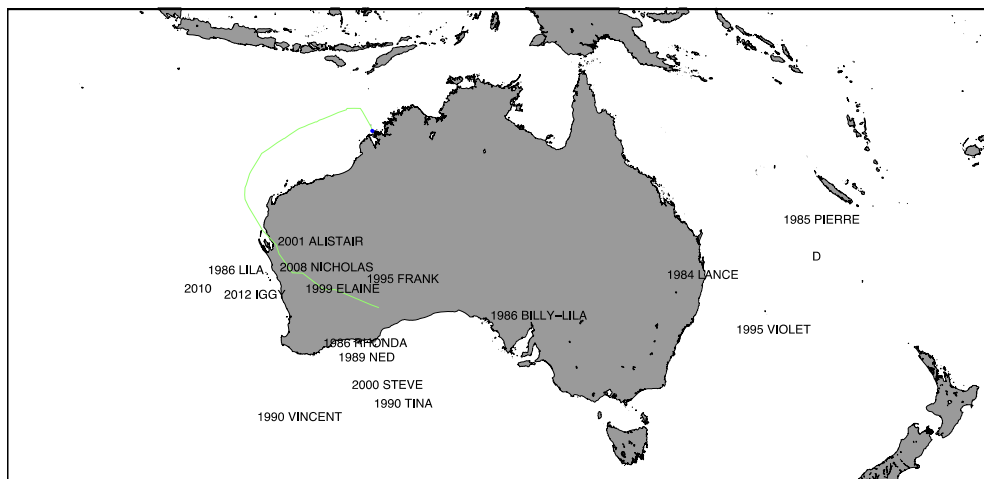 1985 PIERRE
2001 ALISTAIR
D
2008 NICHOLAS
1986 LILA
1984 LANCE
1995 FRANK
2010
1999 ELAINE
2012 IGGY
1986 BILLY-LILA
1995 VIOLET
1986 RHONDA
1989 NED
2000 STEVE
1990 TINA
1990 VINCENT